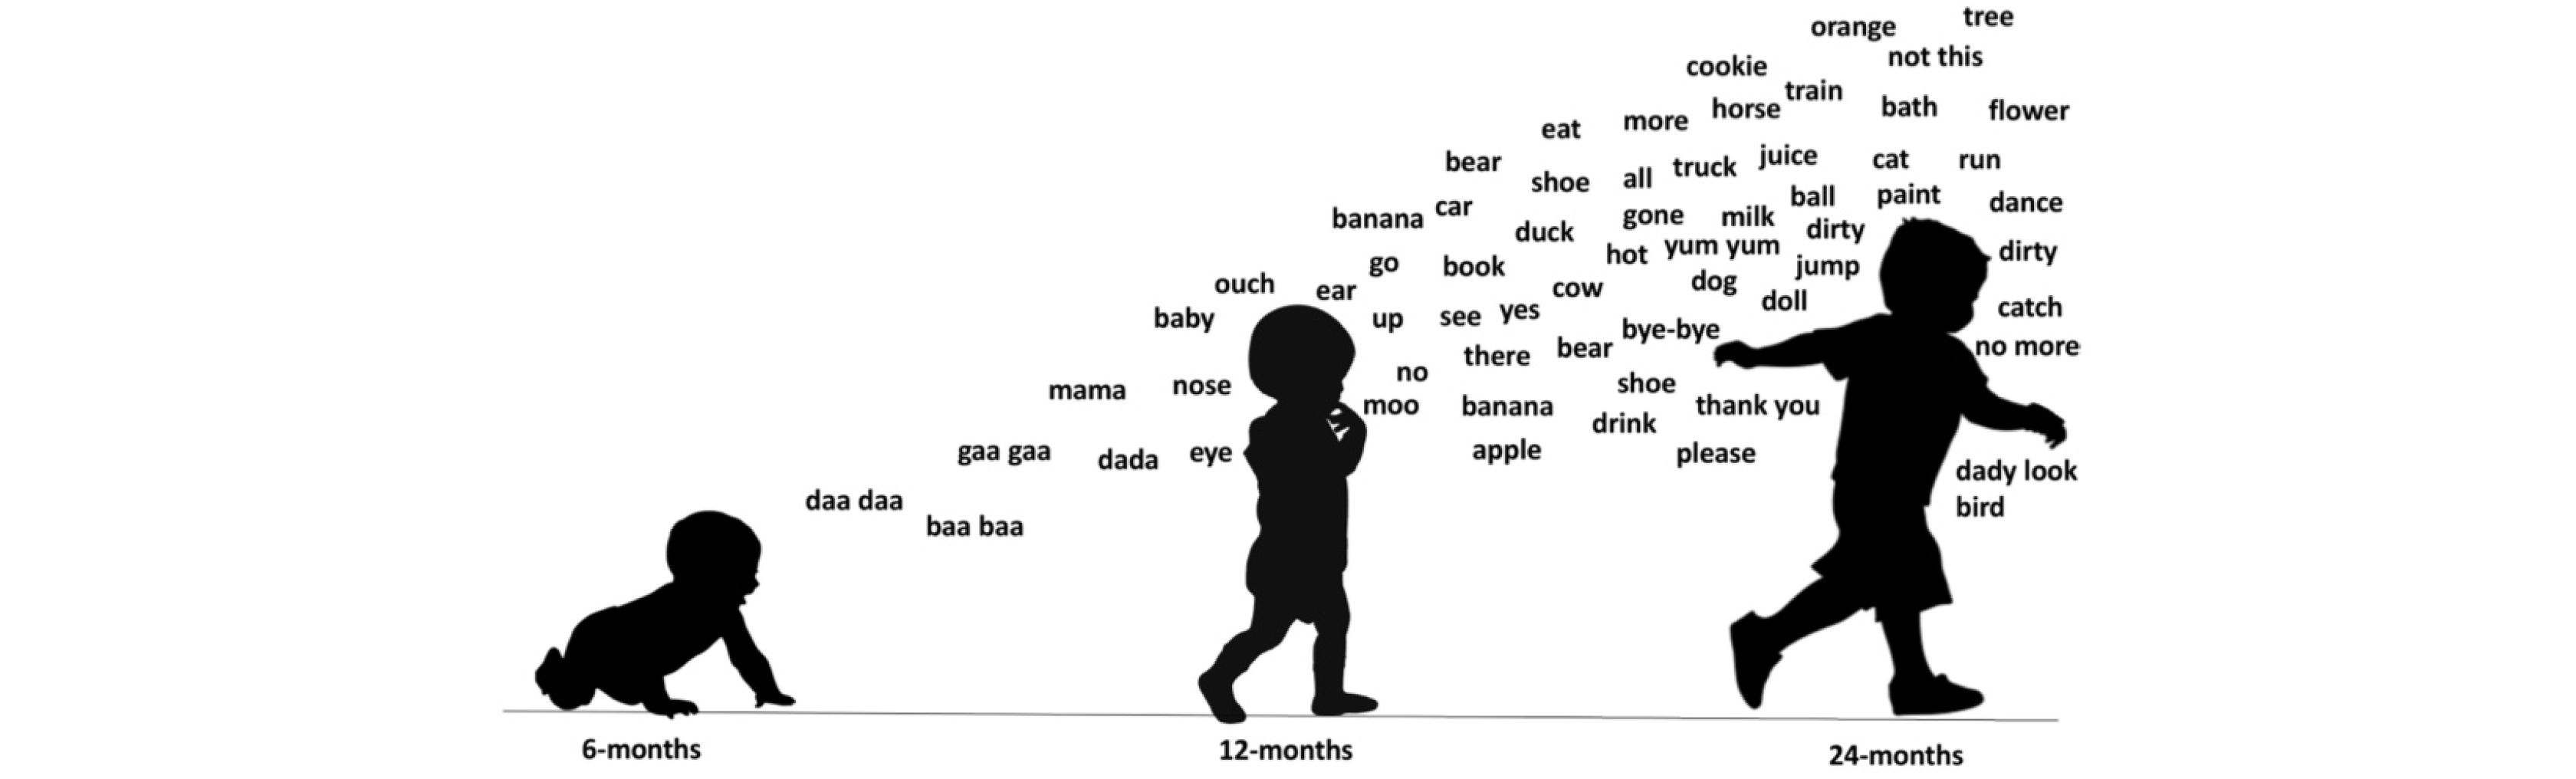 orange
tree
not this
cookie
train
horse
bath
flower
eat
more
bear
shoe
all
truck
juice
cat
run
banana
car
ball
paint
dance
duck
gone
milk
dirty
hot
yum yum
dirty
go
book
jump
ouch
ear
cow
dog
doll
catch
baby
up
see
yes
bye-bye
no more
there
bear
mama
nose
no
shoe
moo
banana
thank you
drink
gaa gaa
dada
eye
apple
please
dady look
bird
daa daa
baa baa
6-months
12-months
24-months